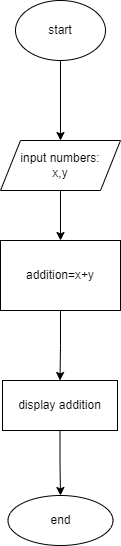 start
input numbers:
x,y
addition=x+y
display addition
end